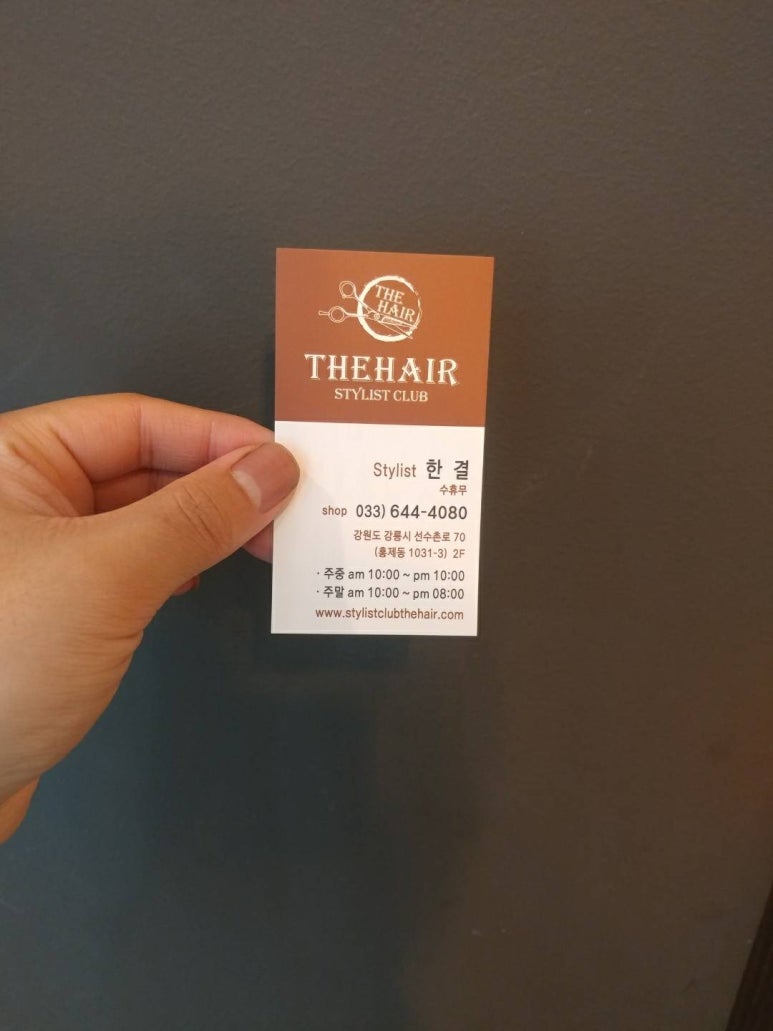 THE
HAIR
THEHAIR
STYLIST CLUB
Stylist 한 결
수휴무
shop 033) 644-4080
강원도 강릉시 선수촌로 70
(홍제동 1031-3) 2F
· 주중 am 10:00 ~ pm 10:00
· 주말 am 10:00 ~ pm 08:00
www.stylistclubthehair.com